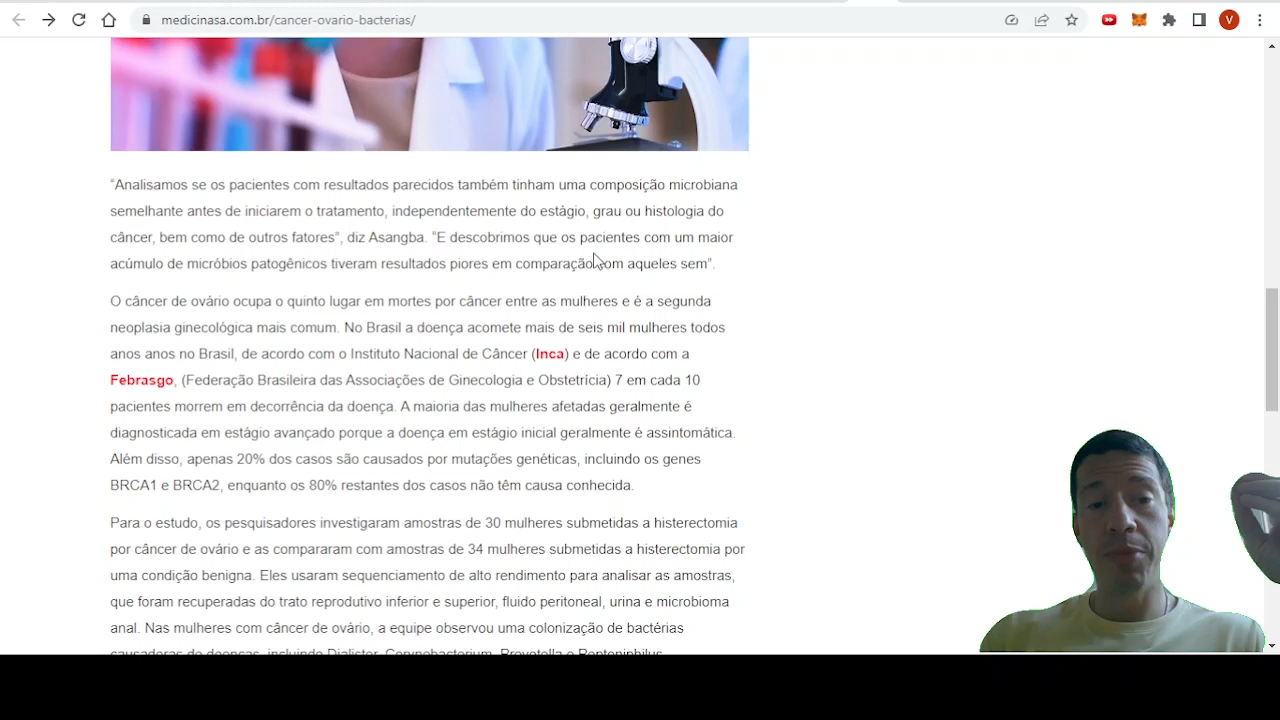 medicinasa.com.br/cancer-ovario-bacterias/
V
“Analisamos se os pacientes com resultados parecidos também tinham uma composição microbiana
semelhante antes de iniciarem o tratamento, independentemente do estágio, grau ou histologia do
câncer, bem como de outros fatores”, diz Asangba. “E descobrimos que os pacientes com um maior
acúmulo de micróbios patogênicos tiveram resultados piores em comparação com aqueles sem”.
O câncer de ovário ocupa o quinto lugar em mortes por câncer entre as mulheres e é a segunda
neoplasia ginecológica mais comum. No Brasil a doença acomete mais de seis mil mulheres todos
anos anos no Brasil, de acordo com o Instituto Nacional de Câncer (Inca) e de acordo com a
Febrasgo, (Federação Brasileira das Associações de Ginecologia e Obstetrícia) 7 em cada 10
pacientes morrem em decorrência da doença. A maioria das mulheres afetadas geralmente é
diagnosticada em estágio avançado porque a doença em estágio inicial geralmente é assintomática.
Além disso, apenas 20% dos casos são causados por mutações genéticas, incluindo os genes
BRCA1 e BRCA2, enquanto os 80% restantes dos casos não têm causa conhecida.
Para o estudo, os pesquisadores investigaram amostras de 30 mulheres submetidas a histerectomia
por câncer de ovário e as compararam com amostras de 34 mulheres submetidas a histerectomia por
uma condição benigna. Eles usaram sequenciamento de alto rendimento para analisar as amostras,
que foram recuperadas do trato reprodutivo inferior e superior, fluido peritoneal, urina e microbioma
anal. Nas mulheres com câncer de ovário, a equipe observou uma colonização de bactérias
causadoras de doenças, incluindo Dialister, Corynebacterium, Prevotella e Peptoniphilus